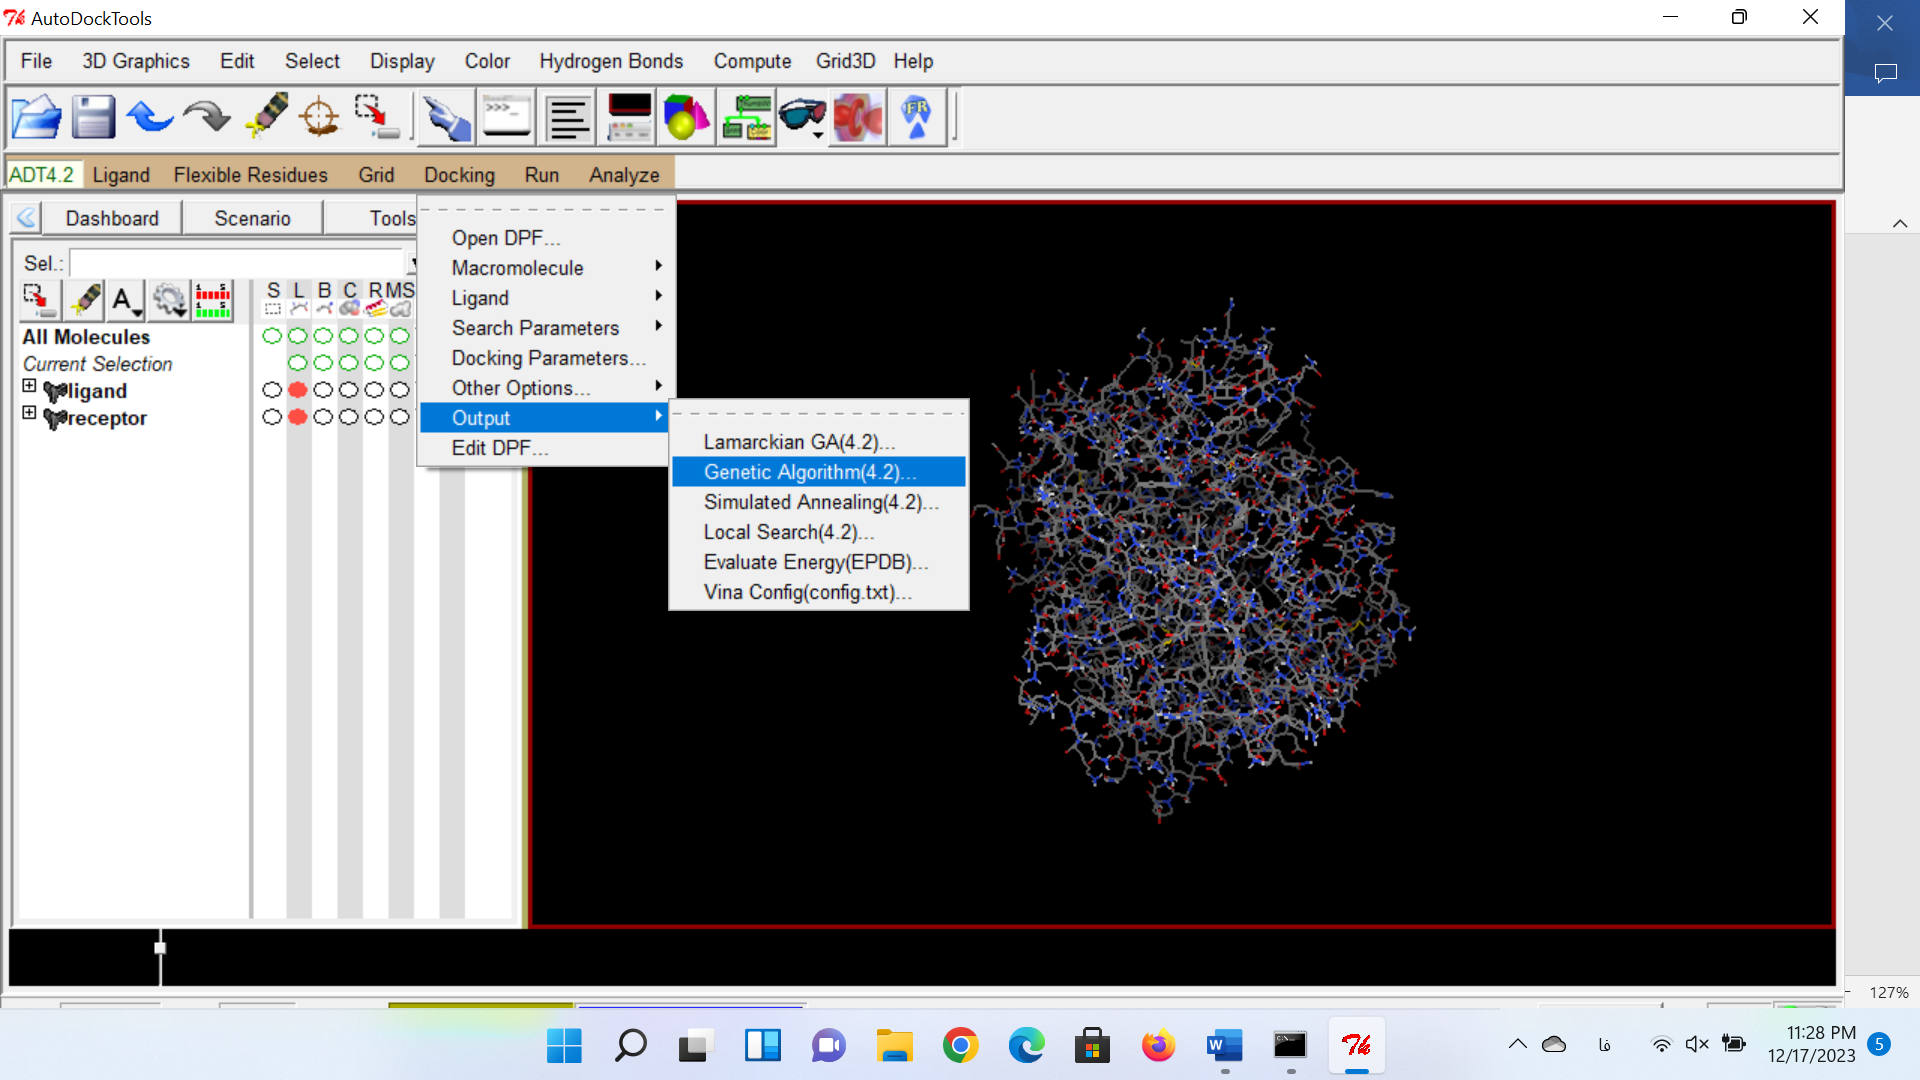 AutoDockTools
File 3D Graphics Edit Select Display Color Hydrogen Bonds Compute Grid3D Help
>>>
FR
ADT4.2 Ligand Flexible Residues Grid Docking Run Analyze
Dashboard Scenario Tools
Sel.:
A
S L B C R MS
All Molecules
Current Selection
ligand
receptor
Open DPF...
Macromolecule
Ligand
Search Parameters
Docking Parameters...
Other Options...
Output
Edit DPF...
Lamarckian GA(4.2)...
Genetic Algorithm(4.2)...
Simulated Annealing(4.2)...
Local Search(4.2)...
Evaluate Energy(EPDB)...
Vina Config(config.txt)...
127%
فا
11:28 PM
12/17/2023
5